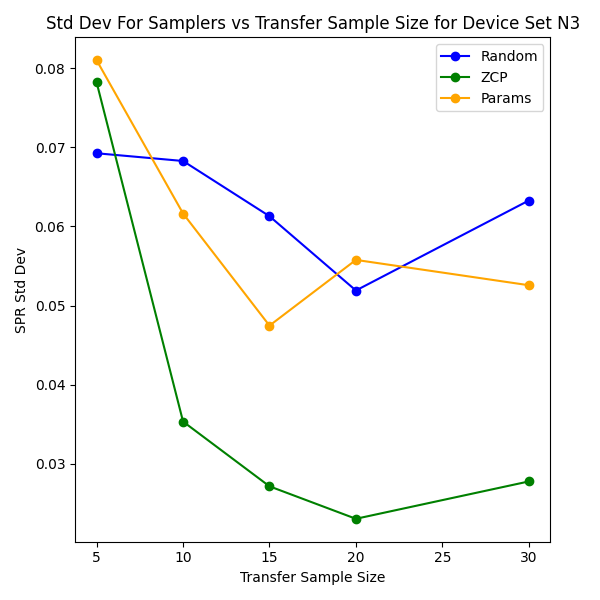 Std Dev For Samplers vs Transfer Sample Size for Device Set N3
Random
ZCP
Params
SPR Std Dev
0.08
0.07
0.06
0.05
0.04
0.03
5 10 15 20 25 30
Transfer Sample Size